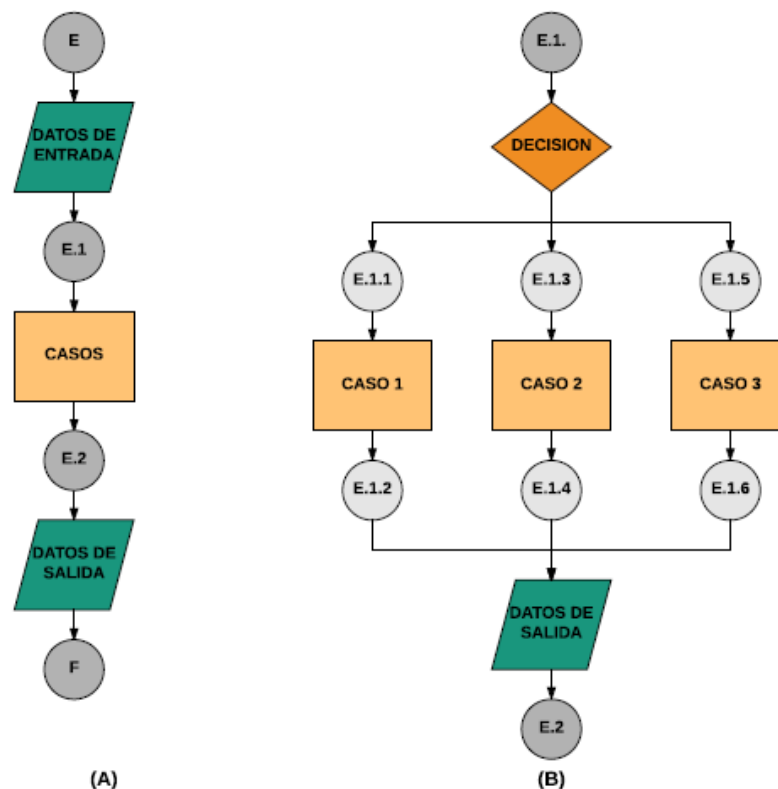 E
DATOS DE
ENTRADA
E.1
CASOS
E.2
DATOS DE
SALIDA
F
(A)
E.1.
DECISION
E.1.1
E.1.3
E.1.5
CASO 1
CASO 2
CASO 3
E.1.2
E.1.4
E.1.6
DATOS DE
SALIDA
E.2
(B)